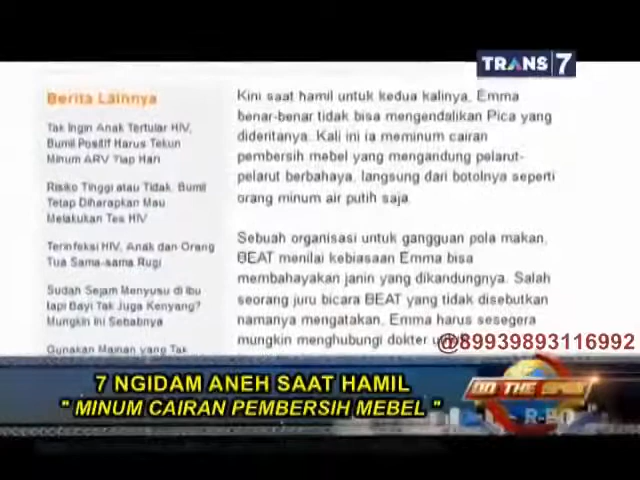 TRANS 7
Berita Lainnya
Tak Ingin Anak Tertular HIV,
Bumil Positif Harus Tekun
Minum ARV Tiap Hari
Risiko Tinggi atau Tidak, Bumil
Tetap Diharapkan Mau
Melakukan Tes HIV
Terinfeksi HIV, Anak dan Orang
Tua Sama-sama Rugi
Sudah Sejam Menyusu di Ibu
tapi Bayi Tak Juga Kenyang?
Mungkin Ini Sebabnya
Gunakan Mainan yang Tak
Kini saat hamil untuk kedua kalinya, Emma
benar-benar tidak bisa mengendalikan Pica yang
dideritanya. Kali ini ia meminum cairan
pembersih mebel yang mengandung pelarut-
pelarut berbahaya, langsung dari botolnya seperti
orang minum air putih saja.
Sebuah organisasi untuk gangguan pola makan,
BEAT menilai kebiasaan Emma bisa
membahayakan janin yang dikandungnya. Salah
seorang juru bicara BEAT yang tidak disebutkan
namanya mengatakan, Emma harus sesegera
mungkin menghubungi dokter
@89939893116992
7 NGIDAM ANEH SAAT HAMIL
" MINUM CAIRAN PEMBERSIH MEBEL "
ON THE SPOT